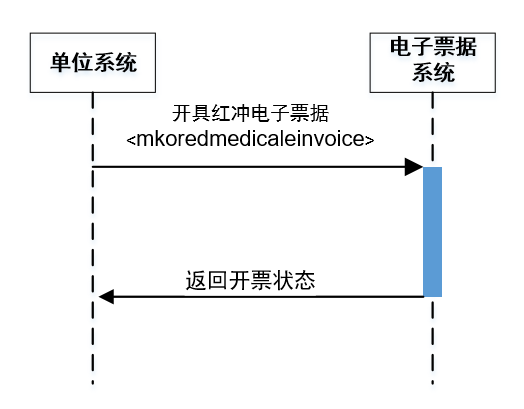 单位系统
电子票据
系统
开具红冲电子票据
<mkoredmedicaleinvoice>
返回开票状态